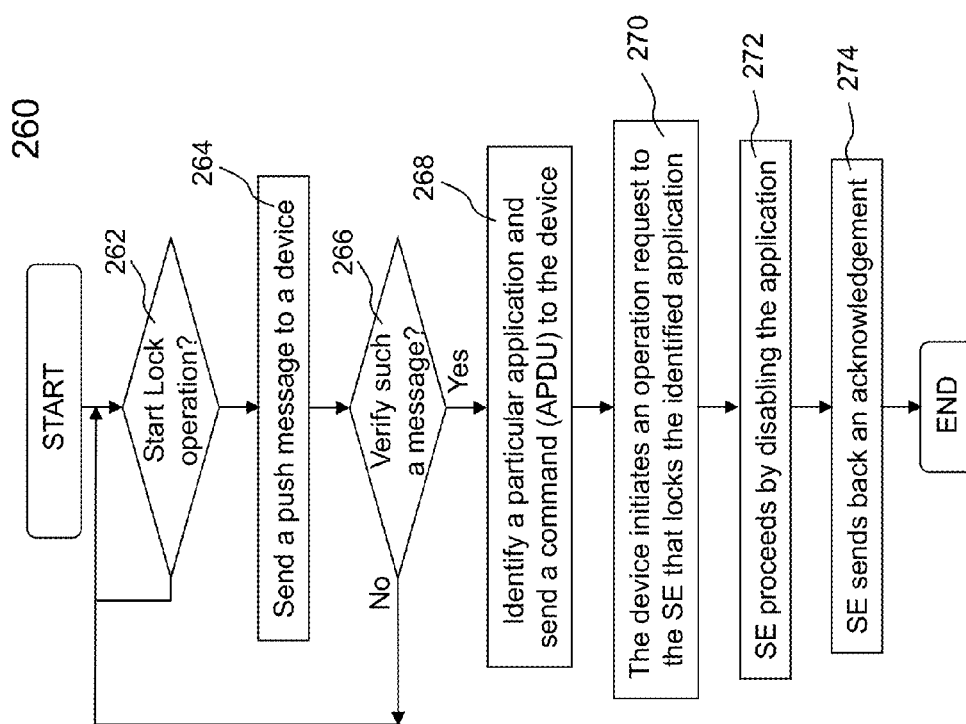 260
START
262
Start Lock
operation?
264
Send a push message to a device
266
Verify such
a message?
No
Yes
268
Identify a particular application and
send a command (APDU) to the device
270
The device initiates an operation request to
the SE that locks the identified application
272
SE proceeds by disabling the application
274
SE sends back an acknowledgement
END